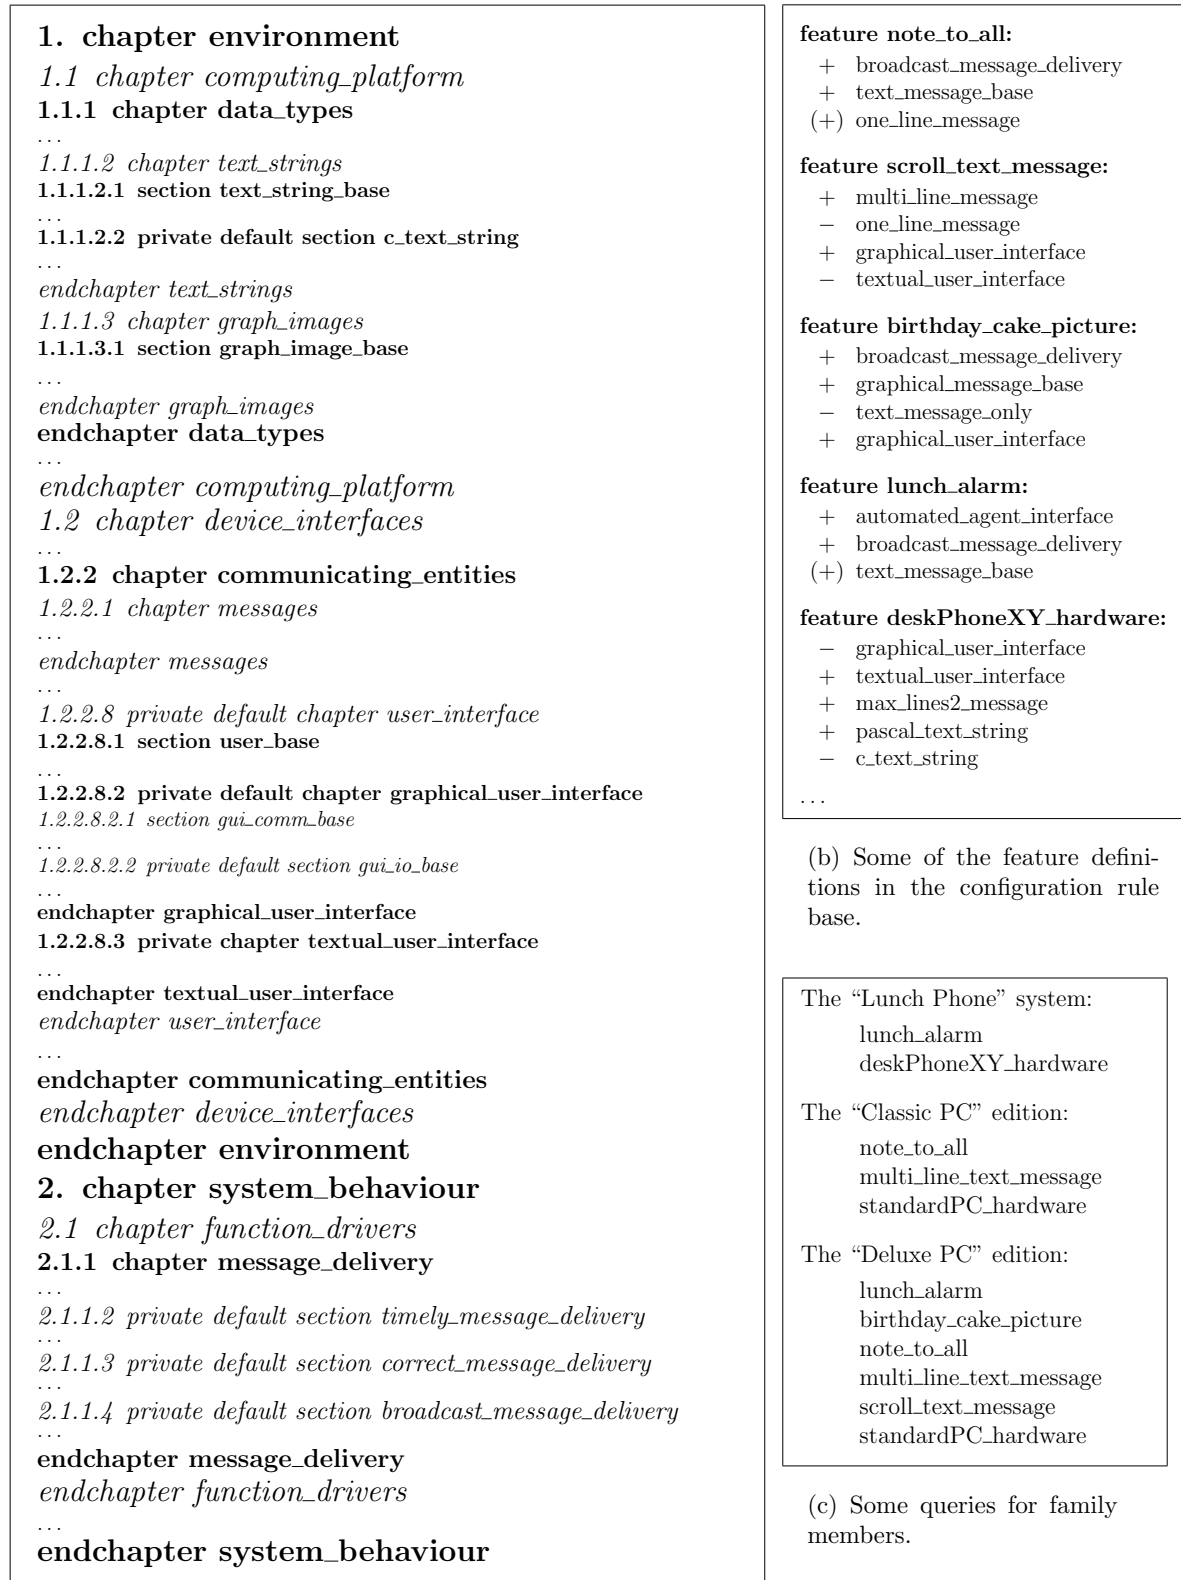 1. chapter environment
1.1 chapter computing_platform
1.1.1 chapter data_types
...
1.1.1.2 chapter text_strings
1.1.1.2.1 section text_string_base
...
1.1.1.2.2 private default section c_text_string
...
endchapter text_strings
1.1.1.3 chapter graph_images
1.1.1.3.1 section graph_image_base
...
endchapter graph_images
endchapter data_types
...
endchapter computing_platform
1.2 chapter device_interfaces
...
1.2.2 chapter communicating_entities
1.2.2.1 chapter messages
...
endchapter messages
...
1.2.2.8 private default chapter user_interface
1.2.2.8.1 section user_base
...
1.2.2.8.2 private default chapter graphical_user_interface
1.2.2.8.2.1 section gui_comm_base
...
1.2.2.8.2.2 private default section gui_io_base
...
endchapter graphical_user_interface
1.2.2.8.3 private chapter textual_user_interface
...
endchapter textual_user_interface
endchapter user_interface
...
endchapter communicating_entities
endchapter device_interfaces
endchapter environment
2. chapter system_behaviour
2.1 chapter function_drivers
2.1.1 chapter message_delivery
...
2.1.1.2 private default section timely_message_delivery
...
2.1.1.3 private default section correct_message_delivery
...
2.1.1.4 private default section broadcast_message_delivery
...
endchapter message_delivery
endchapter function_drivers
...
endchapter system_behaviour
feature note_to_all:
+ broadcast_message_delivery
+ text_message_base
(+) one_line_message
feature scroll_text_message:
+ multi_line_message
− one_line_message
+ graphical_user_interface
− textual_user_interface
feature birthday_cake_picture:
+ broadcast_message_delivery
+ graphical_message_base
− text_message_only
+ graphical_user_interface
feature lunch_alarm:
+ automated_agent_interface
+ broadcast_message_delivery
(+) text_message_base
feature deskPhoneXY_hardware:
− graphical_user_interface
+ textual_user_interface
+ max_lines2_message
+ pascal_text_string
− c_text_string
...
(b) Some of the feature defini-
tions in the configuration rule
base.
The “Lunch Phone” system:
lunch_alarm
deskPhoneXY_hardware
The “Classic PC” edition:
note_to_all
multi_line_text_message
standardPC_hardware
The “Deluxe PC” edition:
lunch_alarm
birthday_cake_picture
note_to_all
multi_line_text_message
scroll_text_message
standardPC_hardware
(c) Some queries for family
members.